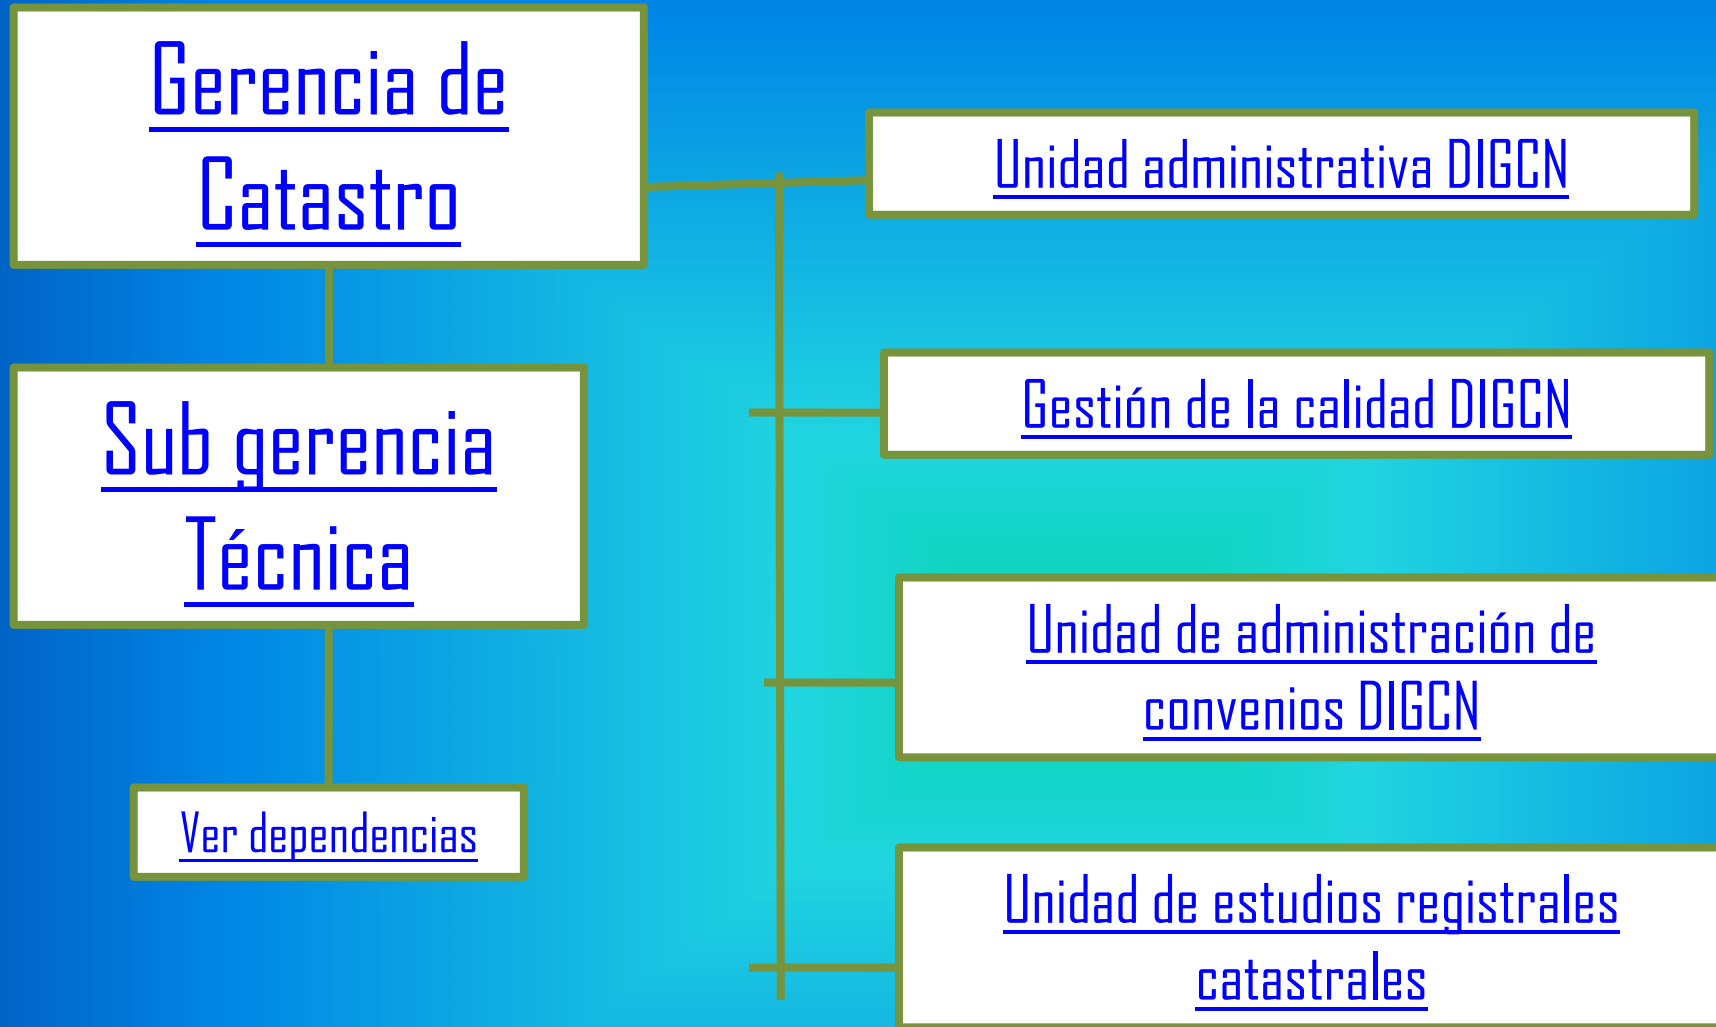 Gerencia de
Catastro
Unidad administrativa DIGCN
Gestión de la calidad DIGCN
Sub gerencia
Técnica
Unidad de administración de
convenios DIGCN
Ver dependencias
Unidad de estudios registrales
catastrales